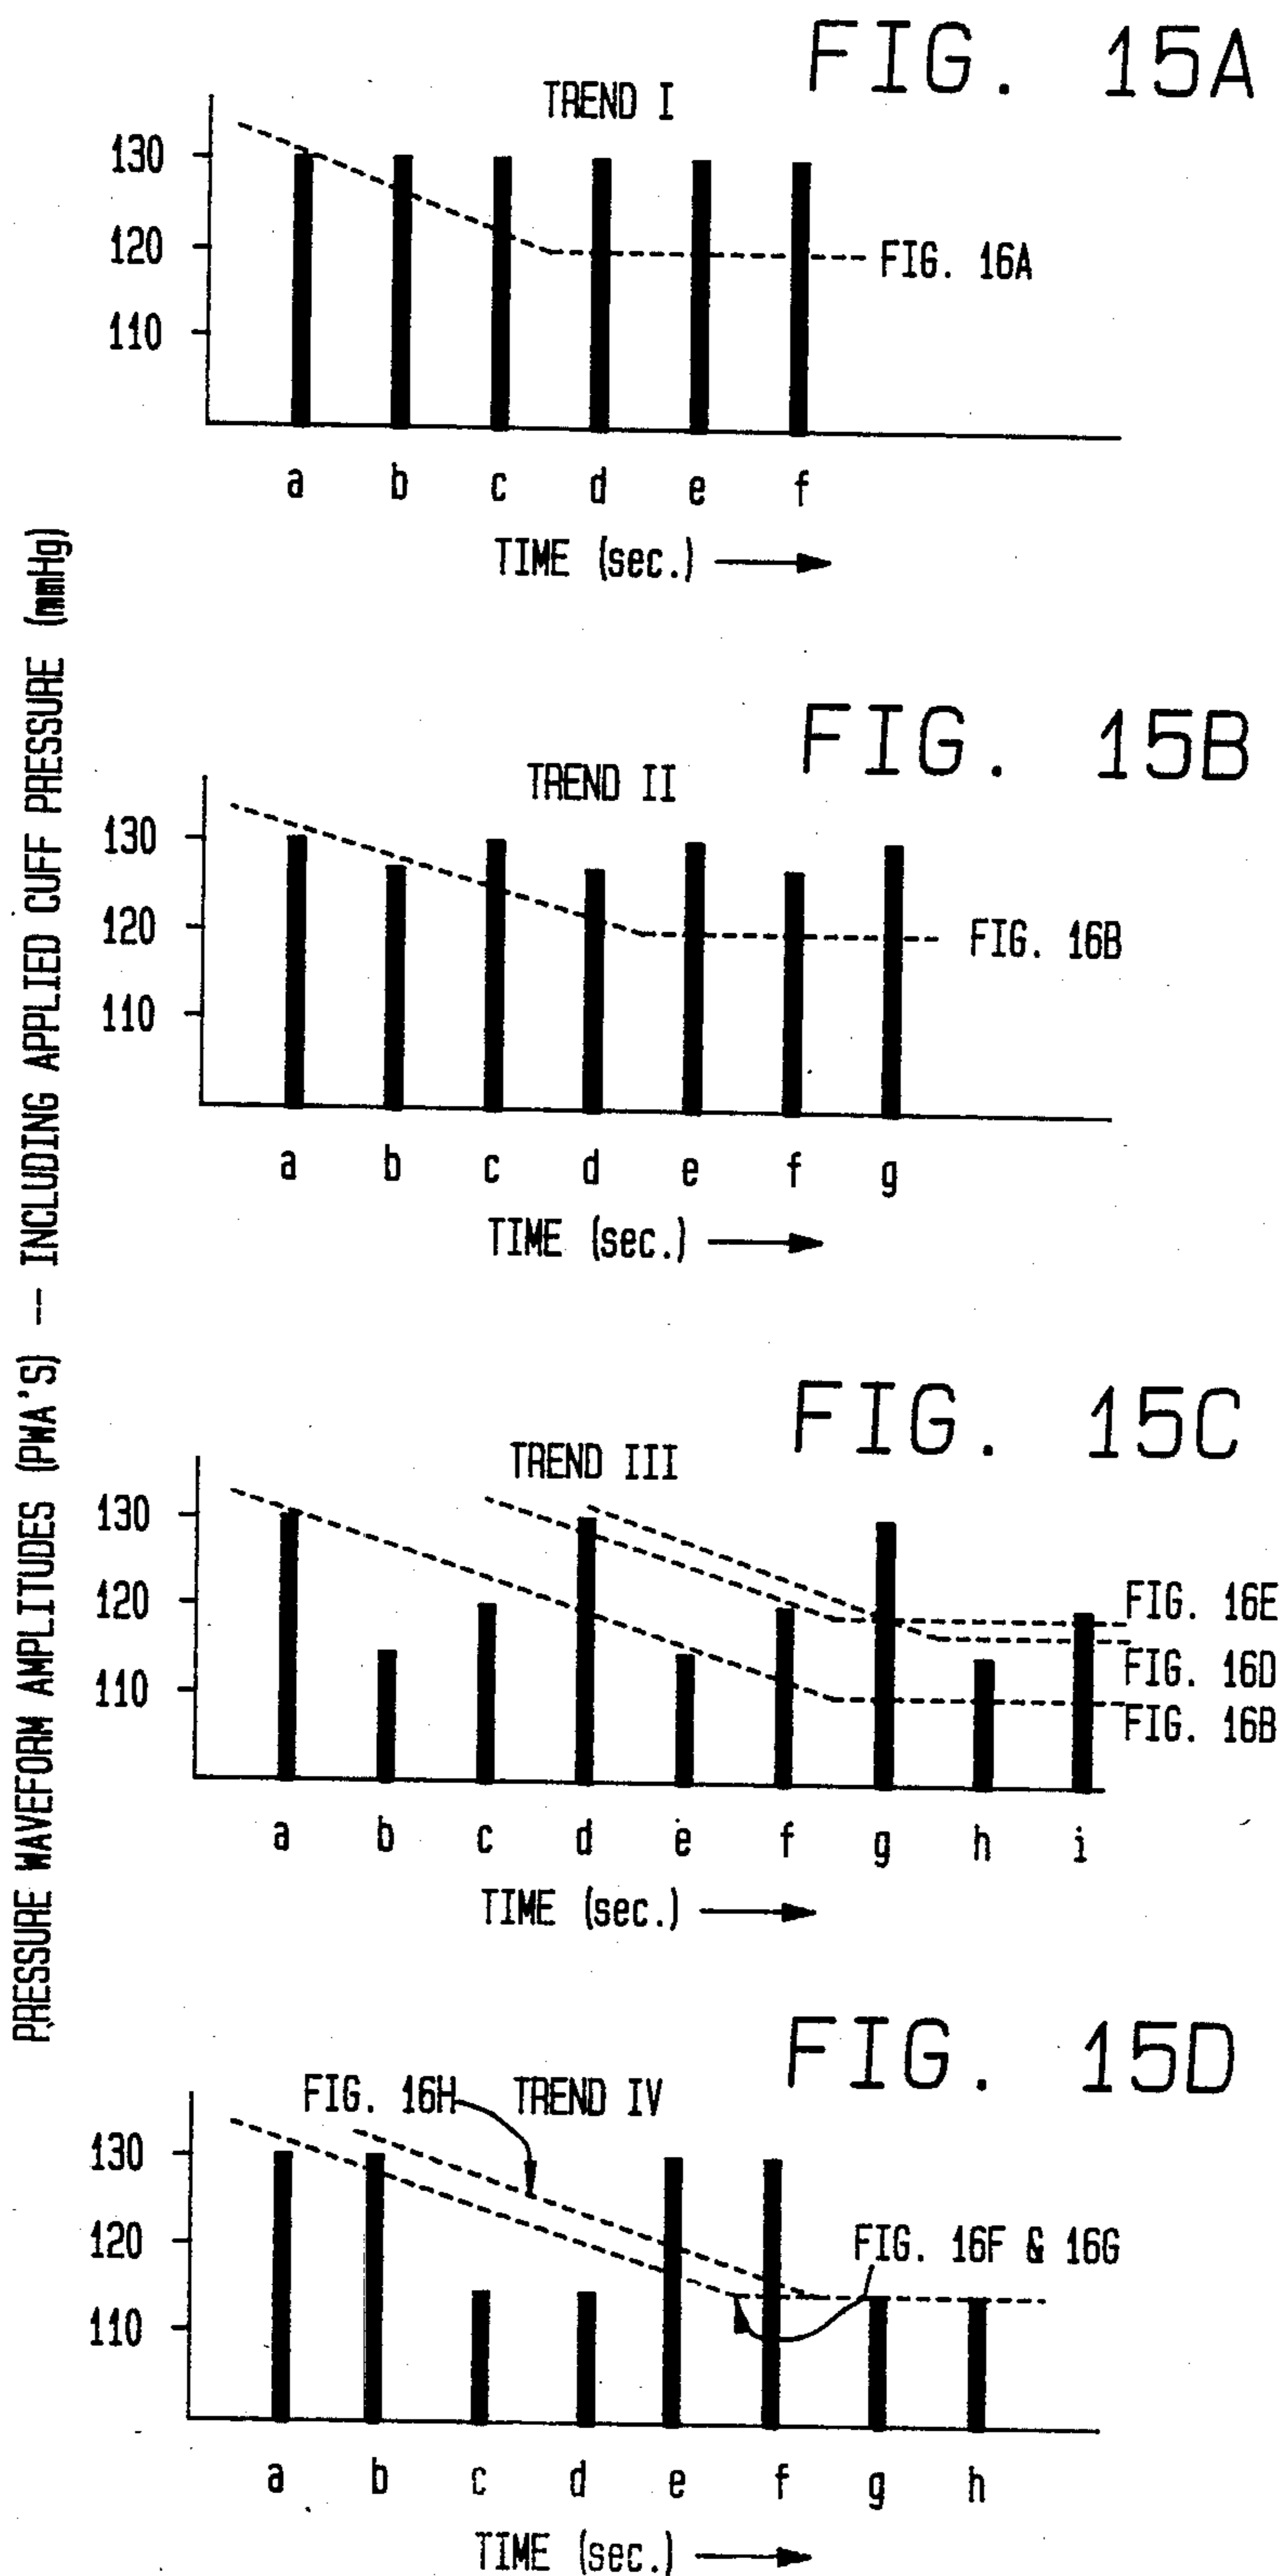 PRESSURE WAVEFORM AMPLITUDES (PWA'S) -- INCLUDING APPLIED CUFF PRESSURE (mmHg)
FIG. 15A
TREND I
130
120
110
FIG. 16A
a b c d e f
TIME (sec.)
FIG. 15B
TREND II
130
120
110
FIG. 16B
a b c d e f g
TIME (sec.)
FIG. 15C
TREND III
130
120
110
FIG. 16E
FIG. 16D
FIG. 16B
a b c d e f g h i
TIME (sec.)
FIG. 15D
FIG. 16H
TREND IV
130
120
110
FIG. 16F & 16G
a b c d e f g h
TIME (sec.)